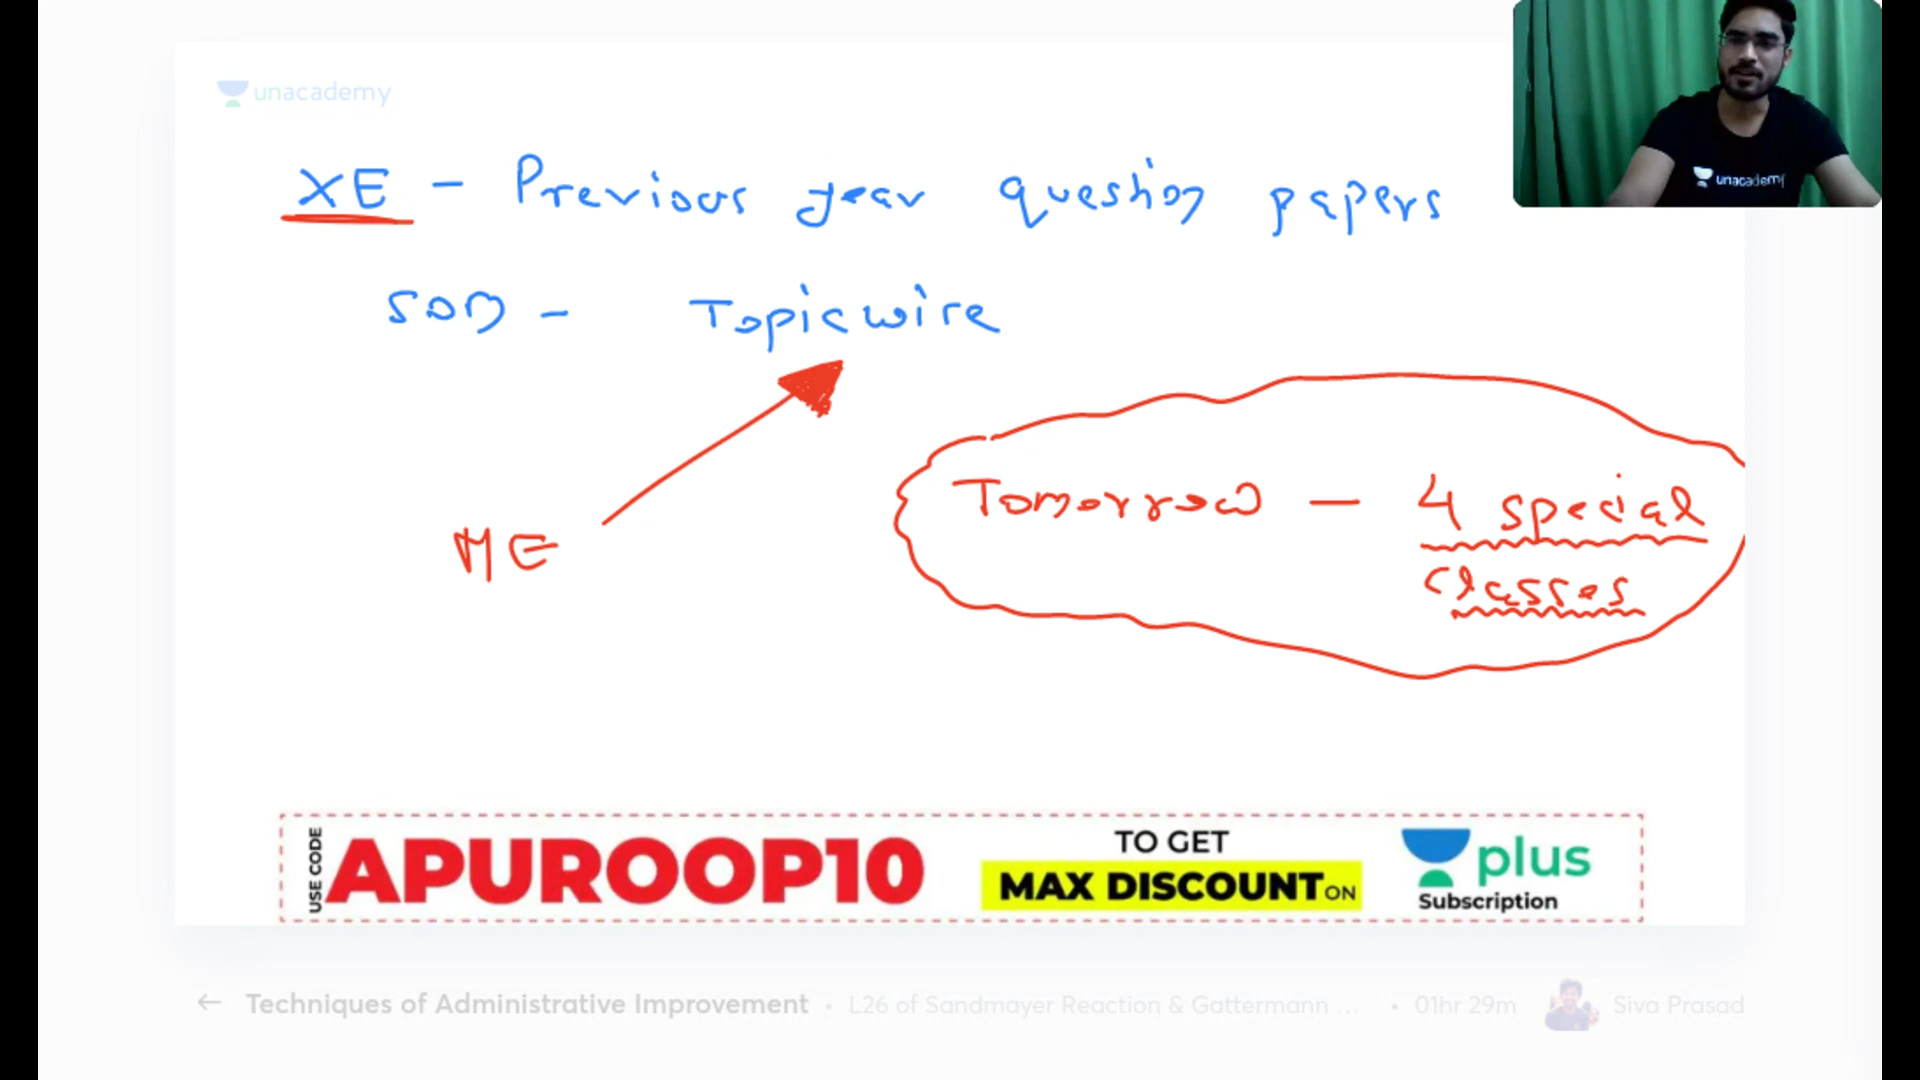 unacademy
XE - Previous year question papers
SOM - Topicwise
ME
Tomorrow - 4 special
classes
unacademy
USE CODE
APUROOP10
TO GET
MAX DISCOUNT ON
plus
Subscription
← Techniques of Administrative Improvement • L26 of Sandmayer Reaction & Gattermann ... • 01hr 29m Siva Prasad